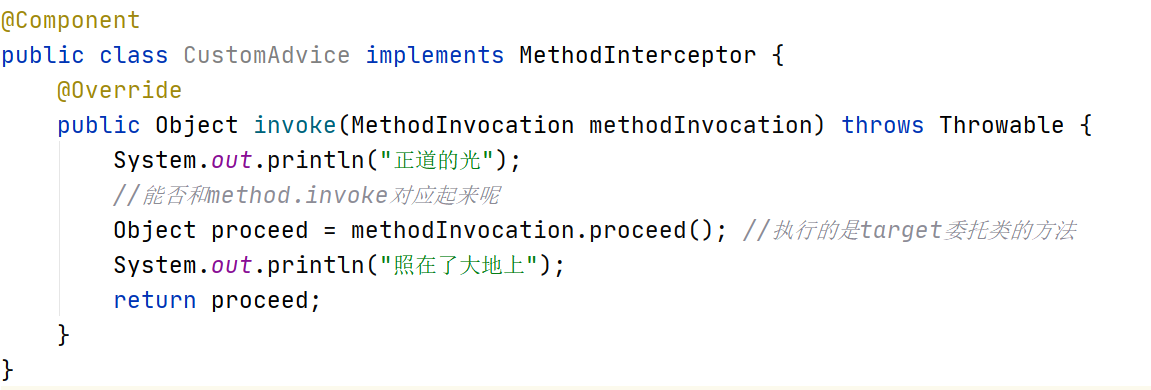 @Component
public class CustomAdvice implements MethodInterceptor {
    @Override
    public Object invoke(MethodInvocation methodInvocation) throws Throwable {
        System.out.println("正道的光");
        //能否和method.invoke对应起来呢
        Object proceed = methodInvocation.proceed(); //执行的是target委托类的方法
        System.out.println("照在了大地上");
        return proceed;
    }
}